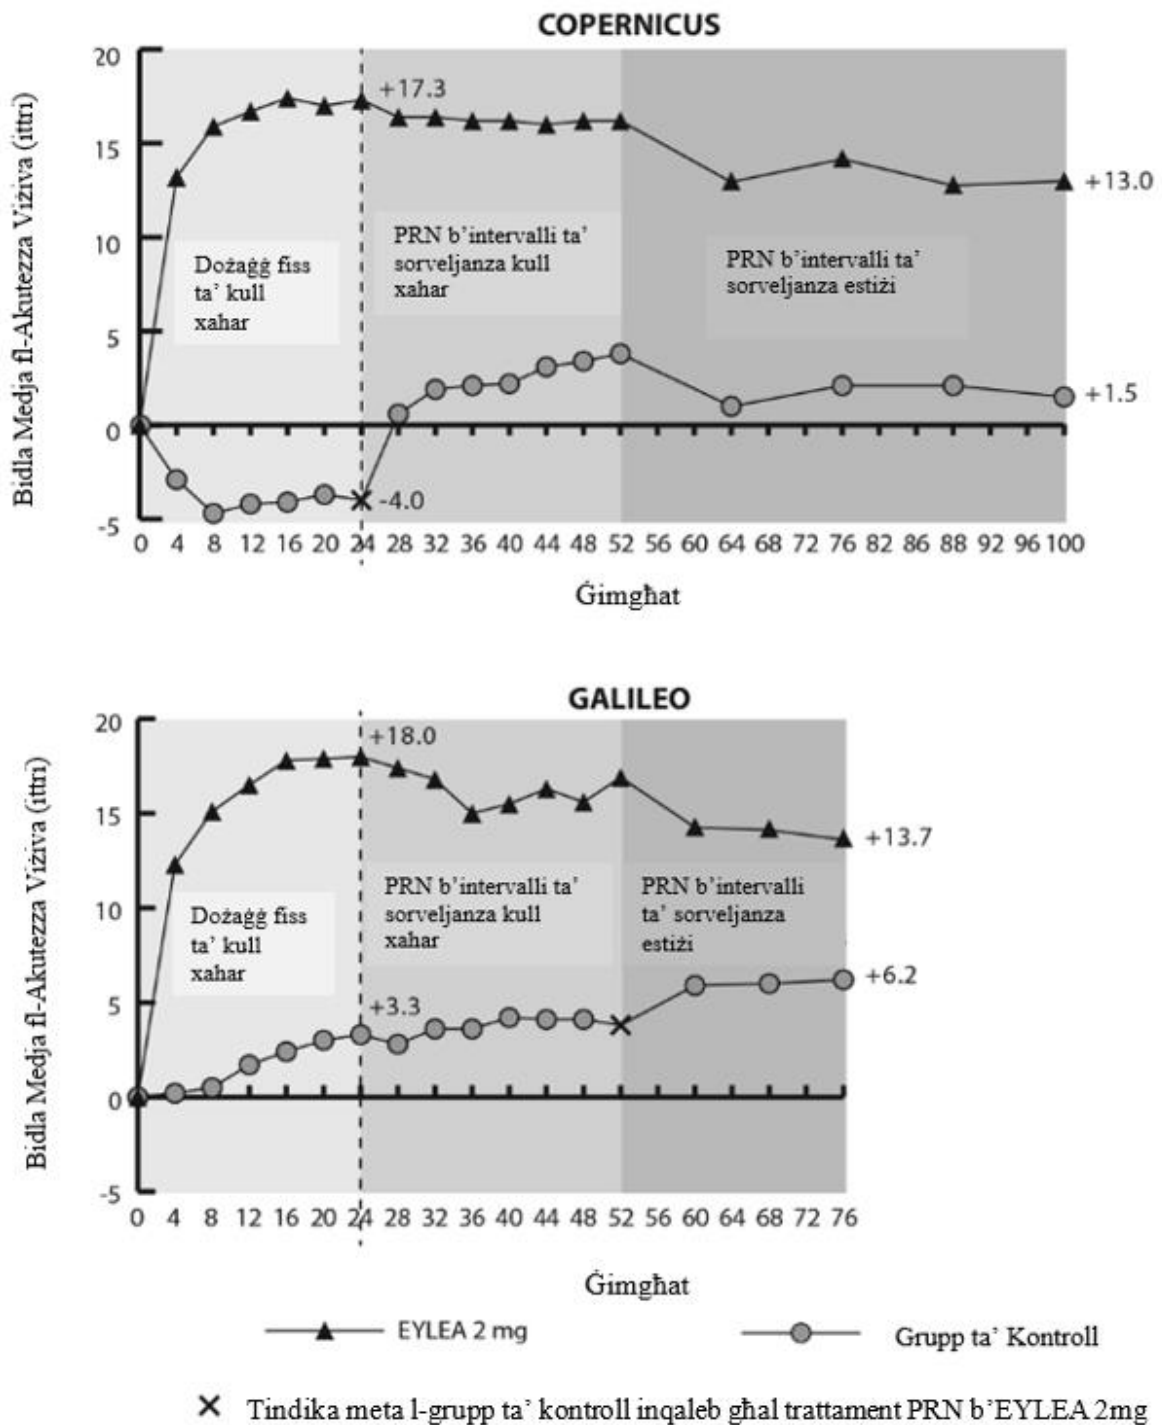 COPERNICUS
Bidla Medja fl-Akutezza Viżiva (ittri)
20
15
10
5
0
-5
+17.3
+13.0
+1.5
-4.0
Dożaġġ fiss
ta’ kull
xahar
PRN b’intervalli ta’
sorveljanza kull
xahar
PRN b’intervalli ta’
sorveljanza estiżi
0 4 8 12 16 20 24 28 32 36 40 44 48 52 56 60 64 68 72 76 82 86 88 92 96 100
Ġimgħat
GALILEO
Bidla Medja fl-Akutezza Viżiva (ittri)
20
15
10
5
0
-5
+18.0
+13.7
+3.3
+6.2
Dożaġġ fiss
ta’ kull
xahar
PRN b’intervalli ta’
sorveljanza kull
xahar
PRN b’intervalli
ta’ sorveljanza
estiżi
0 4 8 12 16 20 24 28 32 36 40 44 48 52 56 60 64 68 72 76
Ġimgħat
EYLEA 2 mg
Grupp ta’ Kontroll
× Tindika meta l-grupp ta’ kontroll inqaleb għal trattament PRN b’EYLEA 2mg